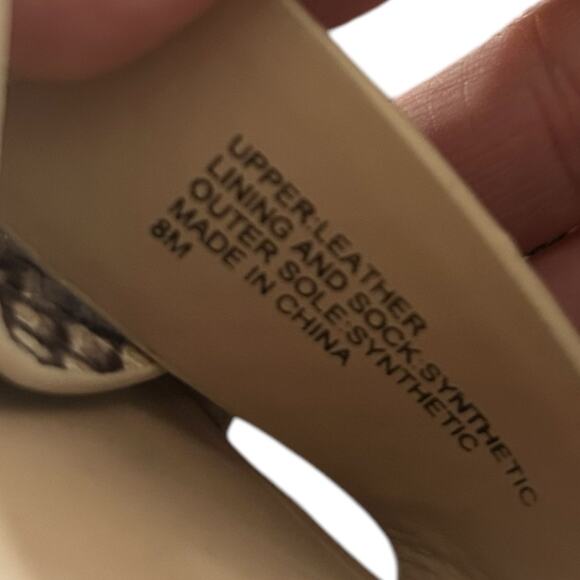 UPPER:LEATHER
LINING AND SOCK:SYNTHETIC
OUTER SOLE:SYNTHETIC
MADE IN CHINA
8M